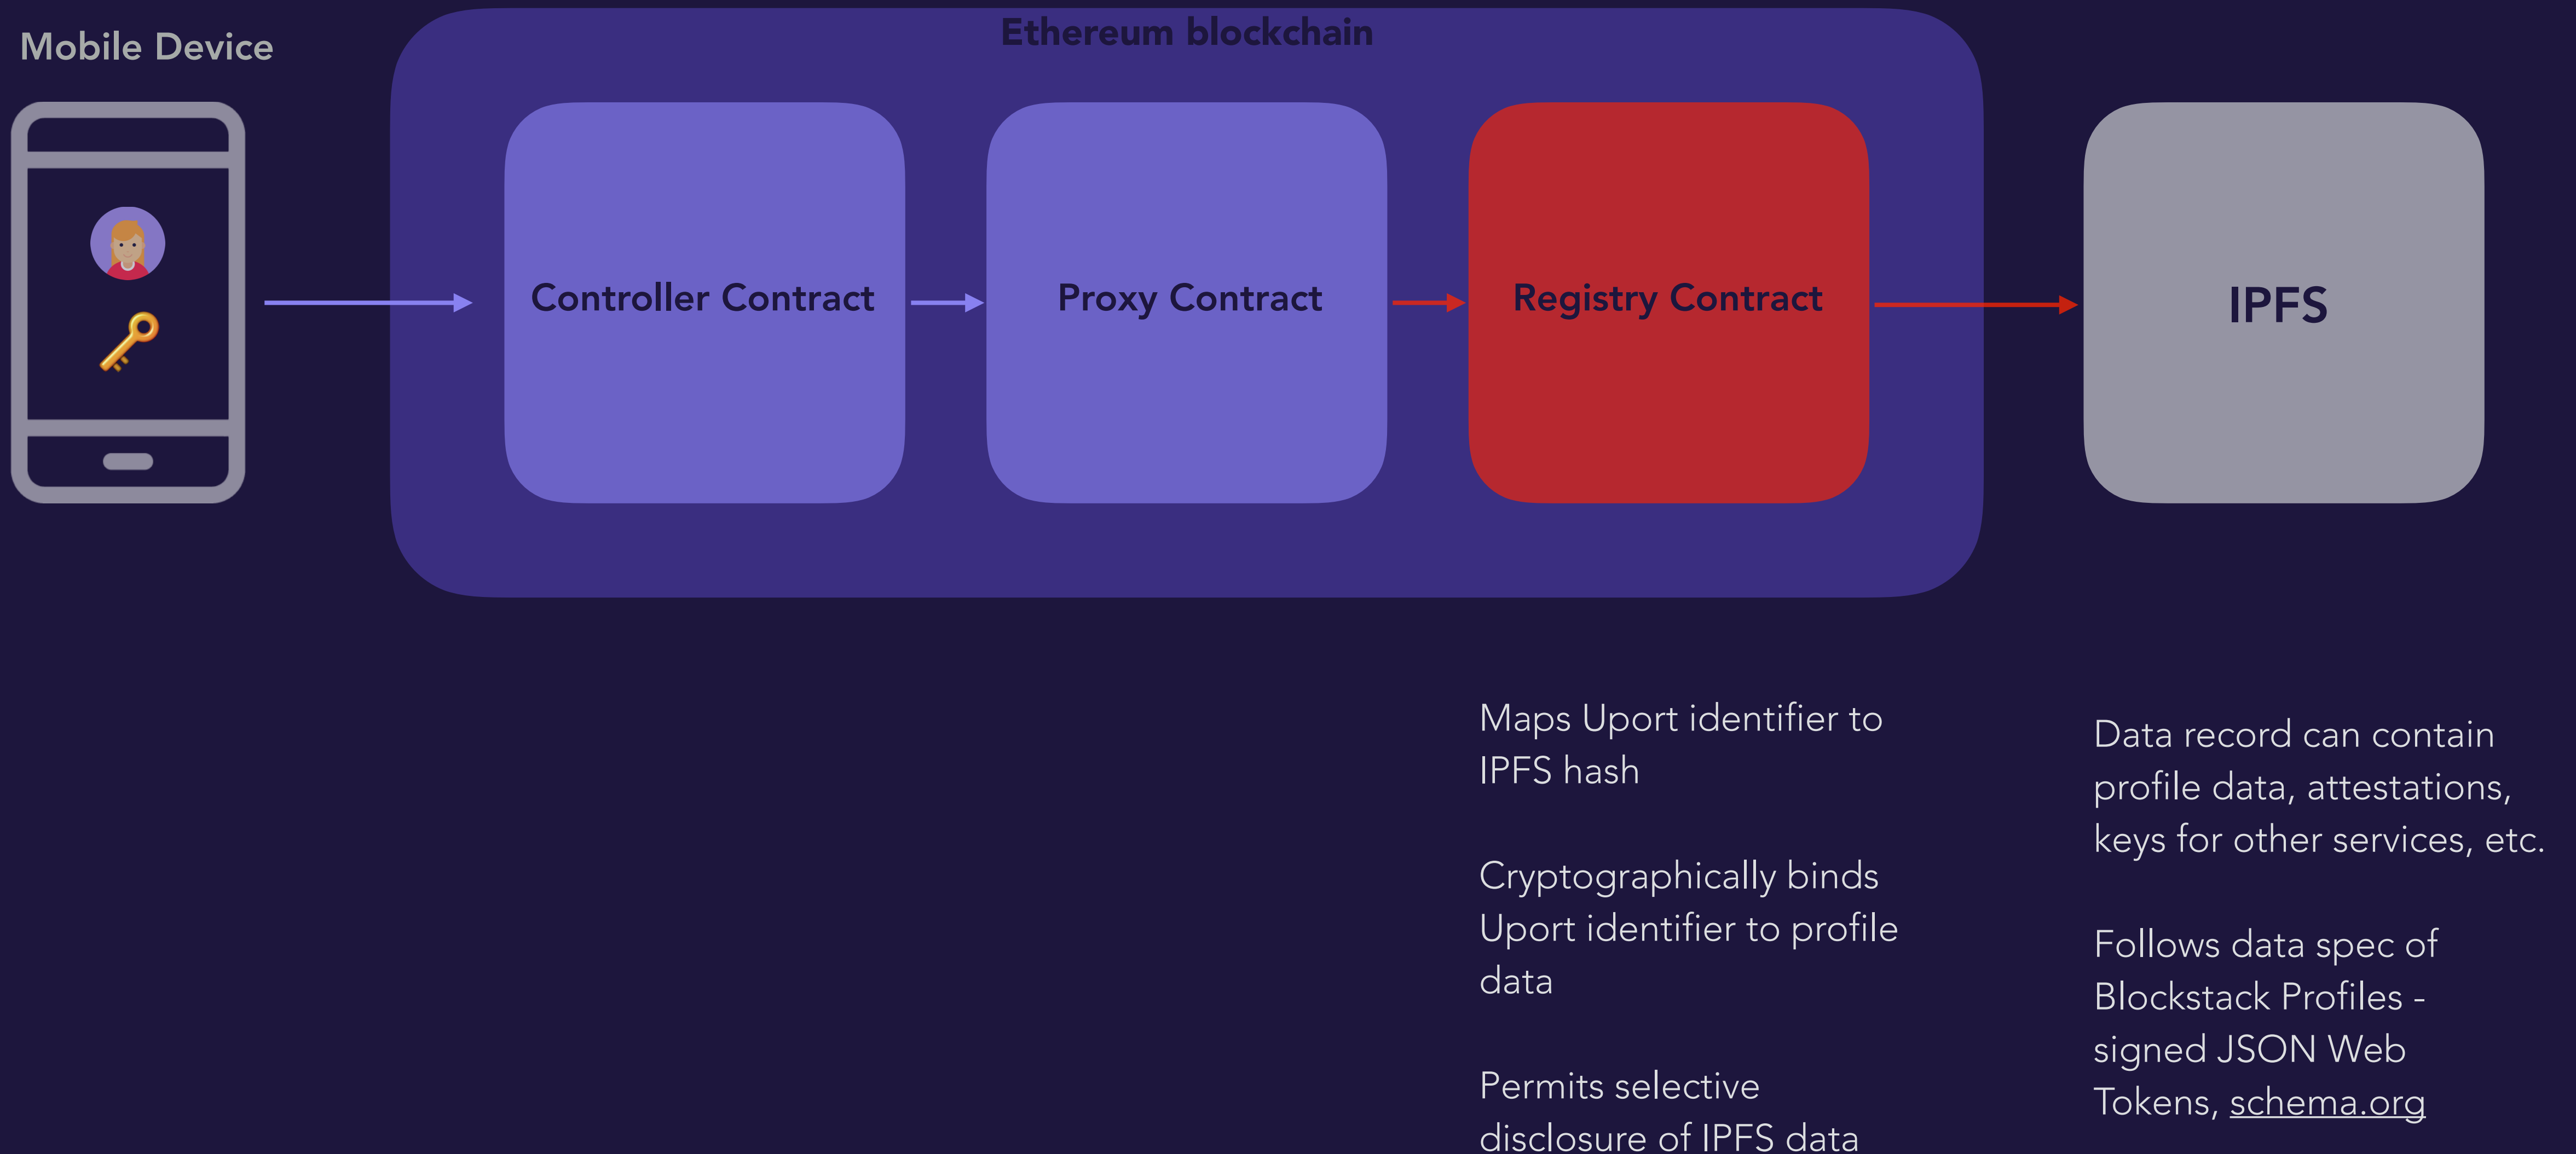 Mobile Device
Ethereum blockchain
Controller Contract
Proxy Contract
Registry Contract
IPFS
Maps Uport identifier to
IPFS hash
Cryptographically binds
Uport identifier to profile
data
Permits selective
disclosure of IPFS data
Data record can contain
profile data, attestations,
keys for other services, etc.
Follows data spec of
Blockstack Profiles -
signed JSON Web
Tokens, schema.org